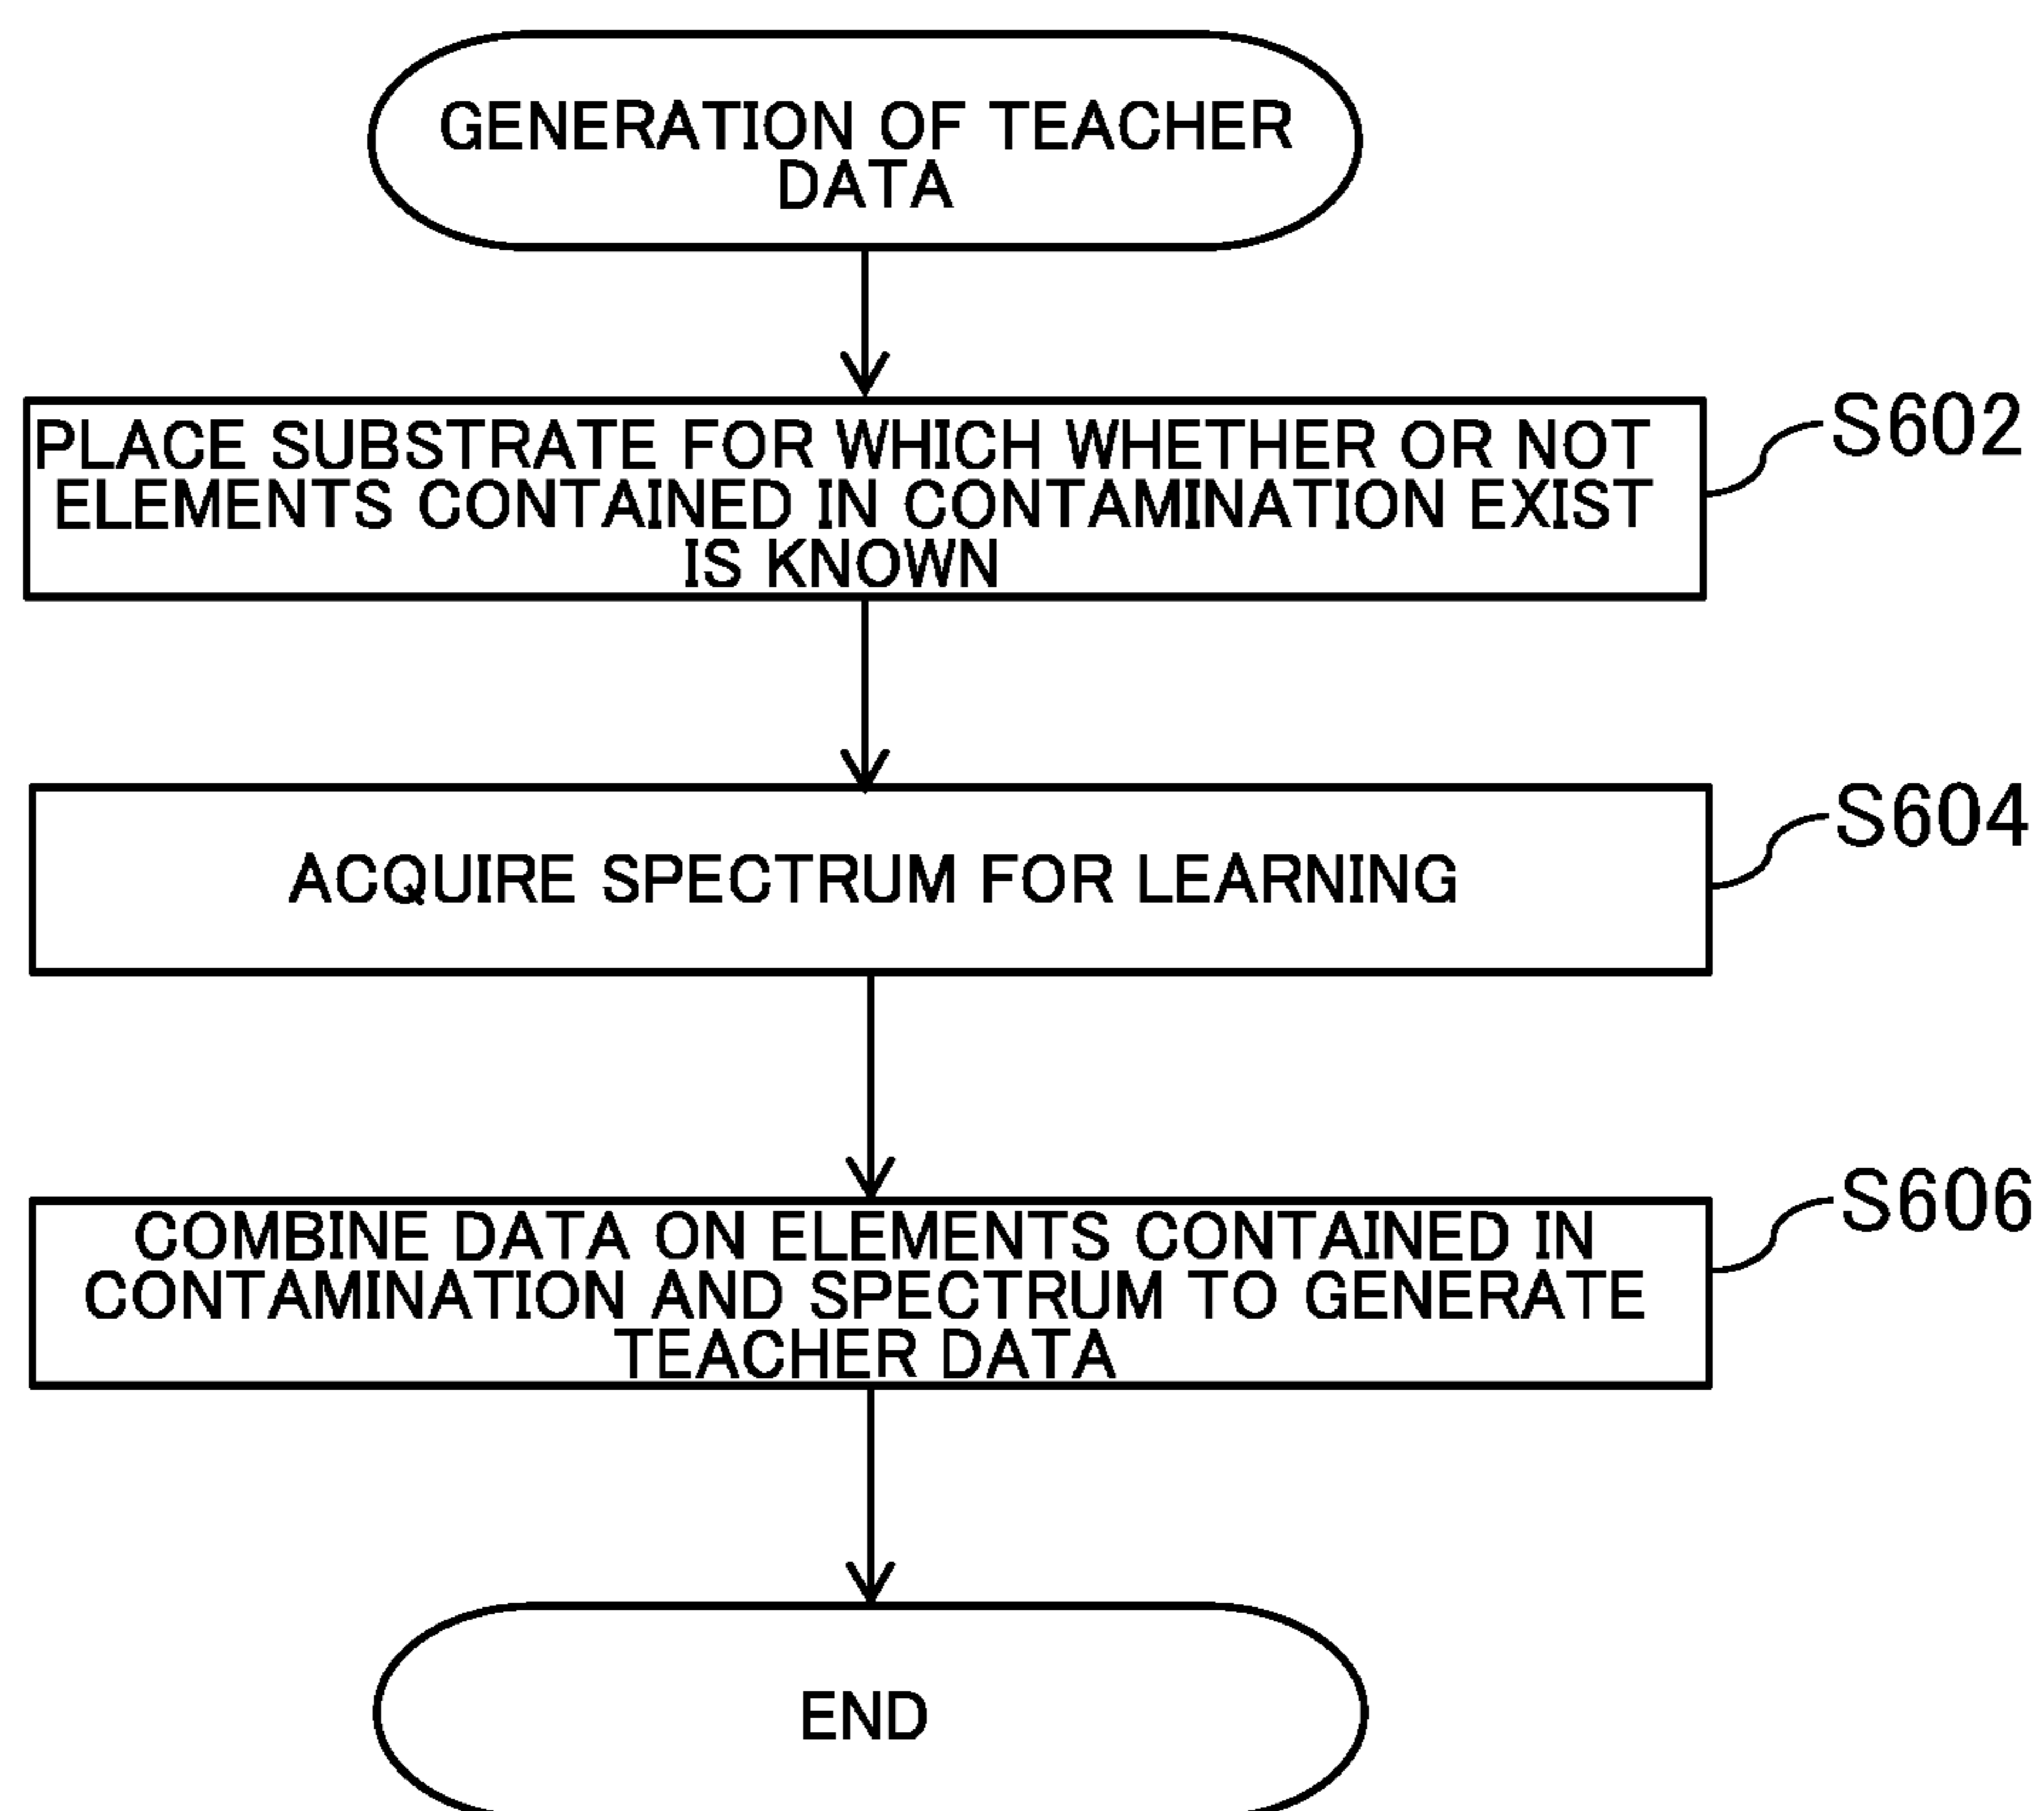 GENERATION OF TEACHER
DATA
PLACE SUBSTRATE FOR WHICH WHETHER OR NOT
ELEMENTS CONTAINED IN CONTAMINATION EXIST
IS KNOWN
S602
ACQUIRE SPECTRUM FOR LEARNING
S604
COMBINE DATA ON ELEMENTS CONTAINED IN
CONTAMINATION AND SPECTRUM TO GENERATE
TEACHER DATA
S606
END